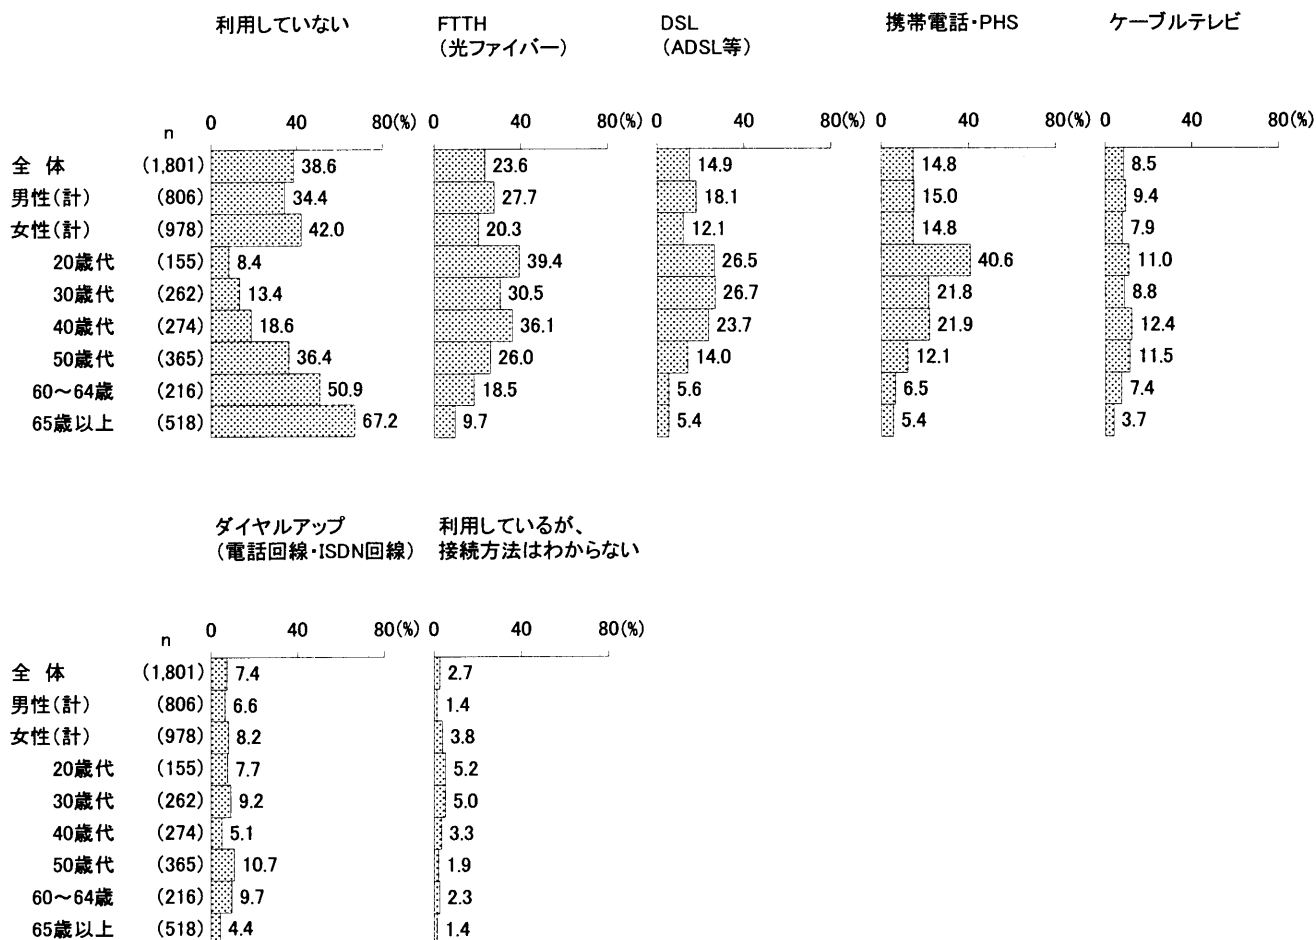 利用していない FTTH DSL 携帯電話・PHS ケーブルテレビ
（光ファイバー） （ADSL等）
n 0 40 80(%) 0 40 80(%) 0 40 80(%) 0 40 80(%) 0 40 80(%)
全 体 (1,801) 38.6 23.6 14.9 14.8 8.5
男性(計) (806) 34.4 27.7 18.1 15.0 9.4
女性(計) (978) 42.0 20.3 12.1 14.8 7.9
20歳代 (155) 8.4 39.4 26.5 40.6 11.0
30歳代 (262) 13.4 30.5 26.7 21.8 8.8
40歳代 (274) 18.6 36.1 23.7 21.9 12.4
50歳代 (365) 36.4 26.0 14.0 12.1 11.5
60～64歳 (216) 50.9 18.5 5.6 6.5 7.4
65歳以上 (518) 67.2 9.7 5.4 5.4 3.7
ダイヤルアップ 利用しているが、
（電話回線・ISDN回線） 接続方法はわからない
n 0 40 80(%) 0 40 80(%)
全 体 (1,801) 7.4 2.7
男性(計) (806) 6.6 1.4
女性(計) (978) 8.2 3.8
20歳代 (155) 7.7 5.2
30歳代 (262) 9.2 5.0
40歳代 (274) 5.1 3.3
50歳代 (365) 10.7 1.9
60～64歳 (216) 9.7 2.3
65歳以上 (518) 4.4 1.4